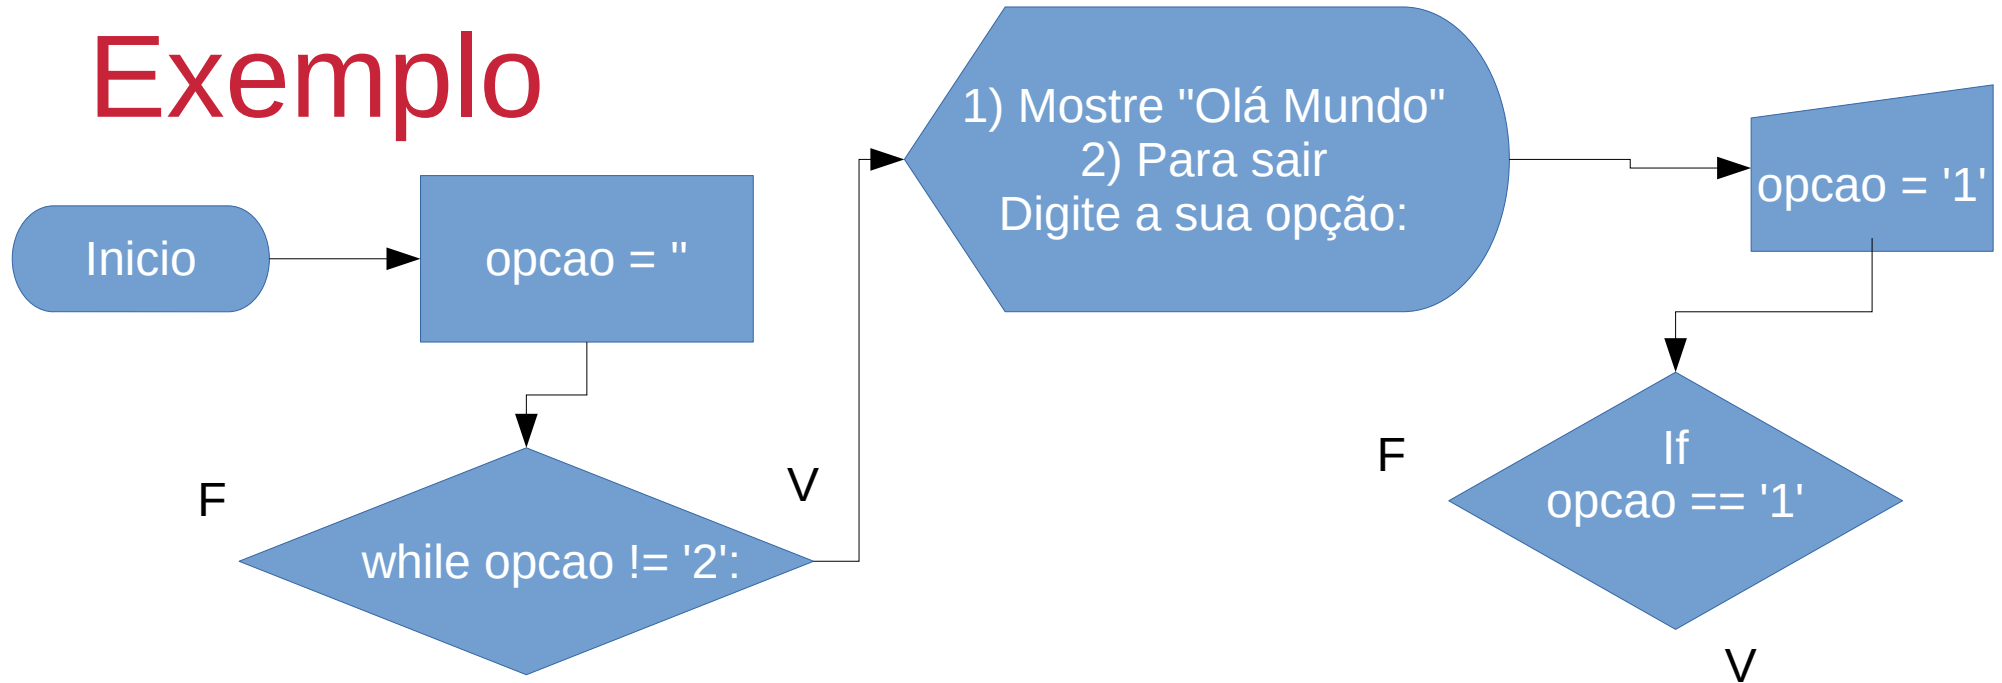 Exemplo
Inicio
opcao = ''
F
while opcao != '2':
V
1) Mostre "Olá Mundo"
2) Para sair
Digite a sua opção:
opcao = '1'
F
If
opcao == '1'
V